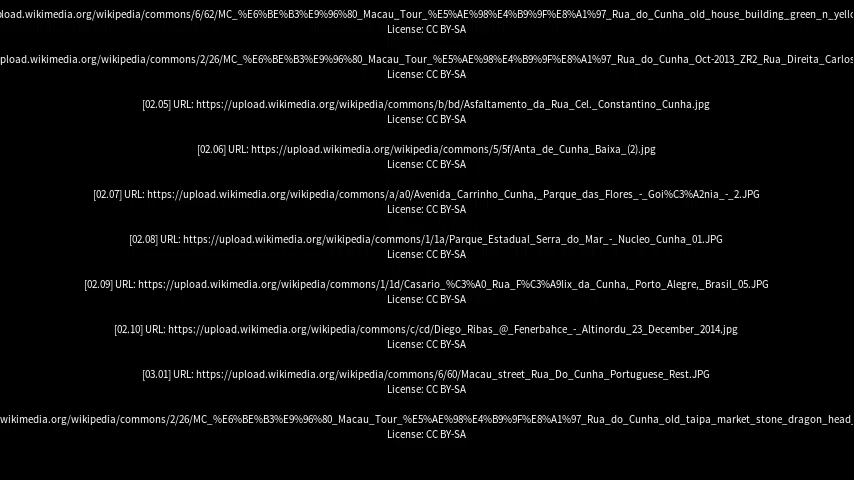 pload.wikimedia.org/wikipedia/commons/6/62/MC_%E6%BE%B3%E9%96%80_Macau_Tour_%E5%AE%98%E4%B9%9F%E8%A1%97_Rua_do_Cunha_old_house_building_green_n_yello
License: CC BY-SA
pload.wikimedia.org/wikipedia/commons/2/26/MC_%E6%BE%B3%E9%96%80_Macau_Tour_%E5%AE%98%E4%B9%9F%E8%A1%97_Rua_do_Cunha_Oct-2013_ZR2_Rua_Direita_Carlos
License: CC BY-SA
[02.05] URL: https://upload.wikimedia.org/wikipedia/commons/b/bd/Asfaltamento_da_Rua_Cel._Constantino_Cunha.jpg
License: CC BY-SA
[02.06] URL: https://upload.wikimedia.org/wikipedia/commons/5/5f/Anta_de_Cunha_Baixa_(2).jpg
License: CC BY-SA
[02.07] URL: https://upload.wikimedia.org/wikipedia/commons/a/a0/Avenida_Carrinho_Cunha,_Parque_das_Flores_-_Goi%C3%A2nia_-_2.JPG
License: CC BY-SA
[02.08] URL: https://upload.wikimedia.org/wikipedia/commons/1/1a/Parque_Estadual_Serra_do_Mar_-_Nucleo_Cunha_01.JPG
License: CC BY-SA
[02.09] URL: https://upload.wikimedia.org/wikipedia/commons/1/1d/Casario_%C3%A0_Rua_F%C3%A9lix_da_Cunha,_Porto_Alegre,_Brasil_05.JPG
License: CC BY-SA
[02.10] URL: https://upload.wikimedia.org/wikipedia/commons/c/cd/Diego_Ribas_@_Fenerbahce_-_Altinordu_23_December_2014.jpg
License: CC BY-SA
[03.01] URL: https://upload.wikimedia.org/wikipedia/commons/6/60/Macau_street_Rua_Do_Cunha_Portuguese_Rest.JPG
License: CC BY-SA
wikimedia.org/wikipedia/commons/2/26/MC_%E6%BE%B3%E9%96%80_Macau_Tour_%E5%AE%98%E4%B9%9F%E8%A1%97_Rua_do_Cunha_old_taipa_market_stone_dragon_head_
License: CC BY-SA